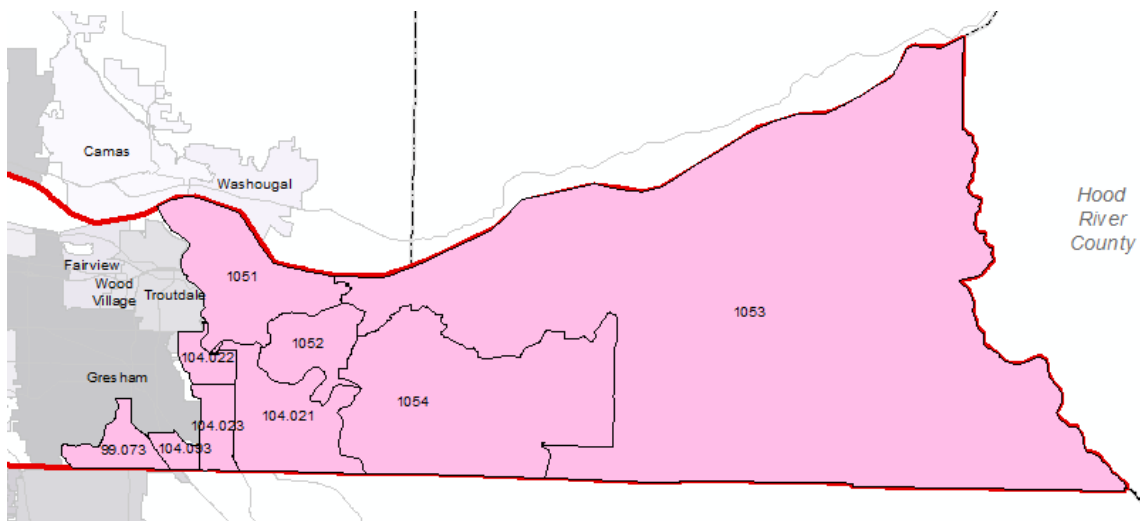 Camas
Washougal
Hood
River
County
1051
Fairview
Wood
Village
Troutdale
1053
1052
104.022
Gresham
1054
104.021
104.023
99.073
104.093